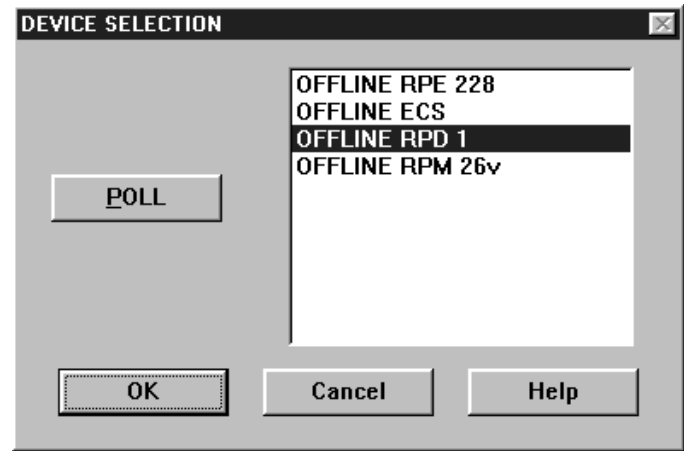 DEVICE SELECTION
OFFLINE RPE 228
OFFLINE ECS
OFFLINE RPD 1
OFFLINE RPM 26v
POLL
OK
Cancel
Help